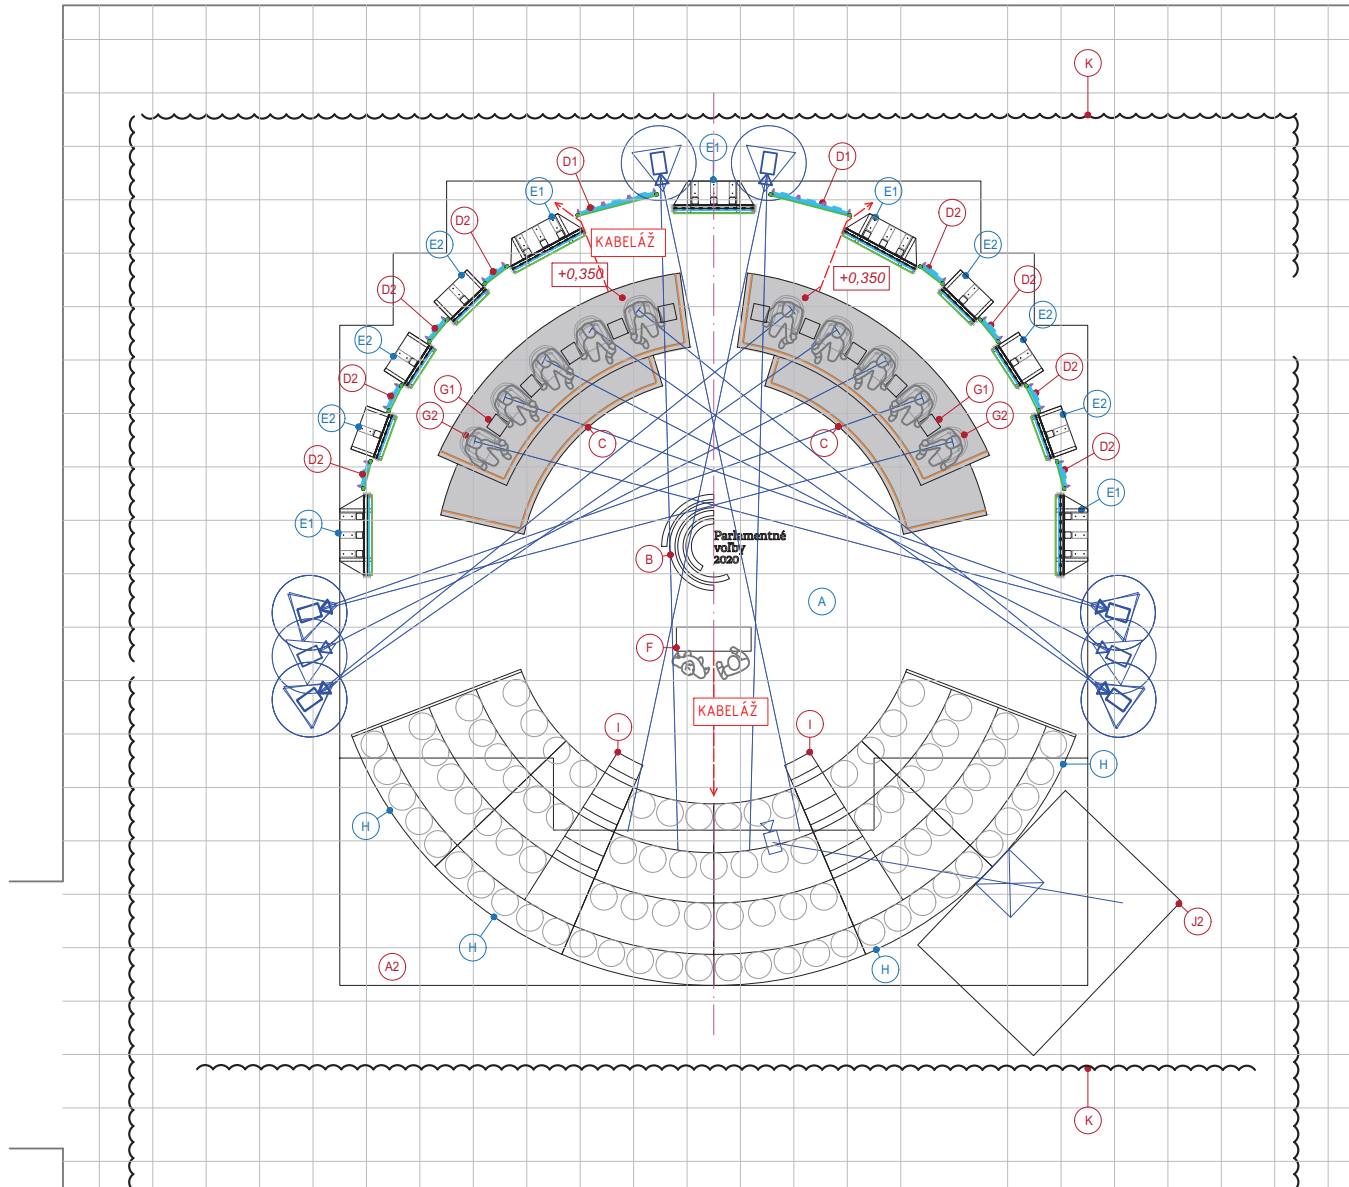 K
E1
D1
D1
E1
E1
D2
D2
E2
KABELÁŽ
E2
+0,350
+0,350
D2
D2
E2
E2
D2
D2
G1
G1
E2
E2
G2
G2
C
C
D2
D2
E1
E1
Parlamentné
voľby
2020
B
A
F
KABELÁŽ
I
I
H
H
H
H
J2
A2
K